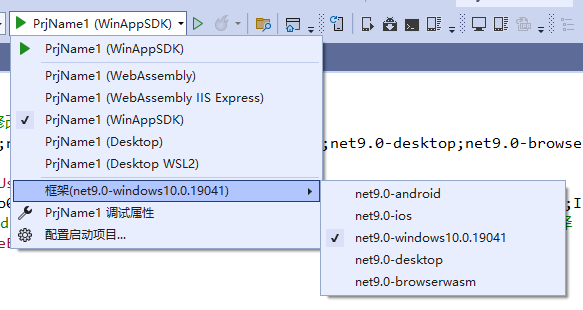 PrjName1 (WinAppSDK)
PrjName1 (WinAppSDK)
PrjName1 (WebAssembly)
PrjName1 (WebAssembly IIS Express)
PrjName1 (WinAppSDK)
PrjName1 (Desktop)
PrjName1 (Desktop WSL2)
框架(net9.0-windows10.0.19041)
PrjName1 调试属性
配置启动项目...
net9.0-android
net9.0-ios
net9.0-windows10.0.19041
net9.0-desktop
net9.0-browserwasm
;net9.0-desktop;net9.0-browse